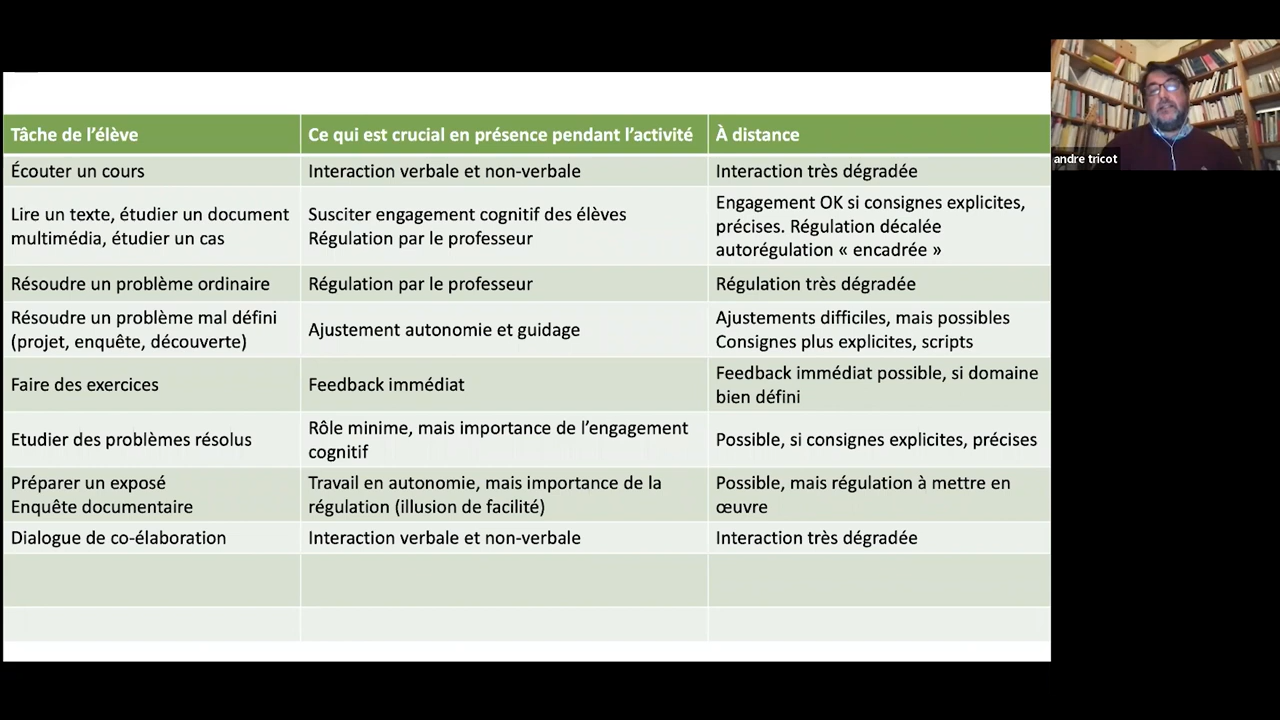 Tâche de l'élève
Ce qui est crucial en présence pendant l'activité
À distance
Écouter un cours
Interaction verbale et non-verbale
Interaction très dégradée
Lire un texte, étudier un document
multimédia, étudier un cas
Susciter engagement cognitif des élèves
Régulation par le professeur
Engagement OK si consignes explicites,
précises. Régulation décalée
autorégulation « encadrée »
Résoudre un problème ordinaire
Régulation par le professeur
Régulation très dégradée
Résoudre un problème mal défini
(projet, enquête, découverte)
Ajustement autonomie et guidage
Ajustements difficiles, mais possibles
Consignes plus explicites, scripts
Faire des exercices
Feedback immédiat
Feedback immédiat possible, si domaine
bien défini
Etudier des problèmes résolus
Rôle minime, mais importance de l'engagement
cognitif
Possible, si consignes explicites, précises
Préparer un exposé
Enquête documentaire
Travail en autonomie, mais importance de la
régulation (illusion de facilité)
Possible, mais régulation à mettre en
œuvre
Dialogue de co-élaboration
Interaction verbale et non-verbale
Interaction très dégradée
andre tricot